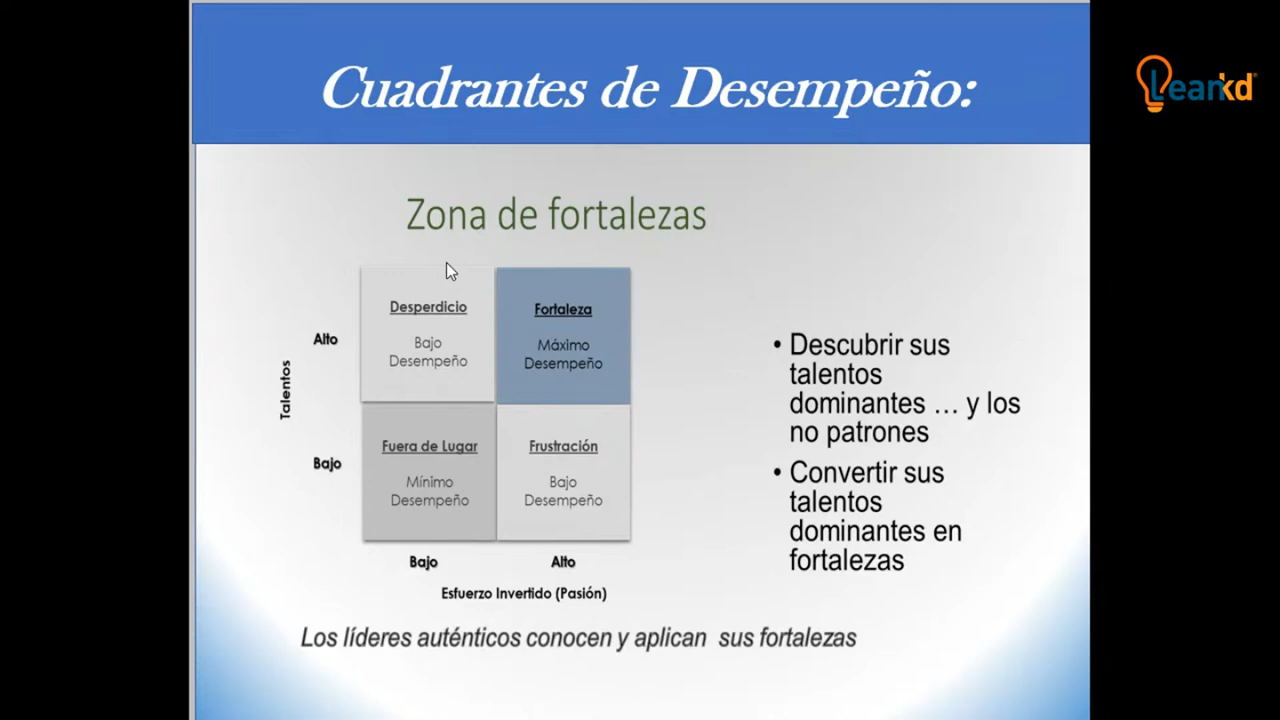 Cuadrantes de Desempeño:
Leankd
Zona de fortalezas
Talentos
Alto
Desperdicio
Bajo
Desempeño
Fortaleza
Máximo
Desempeño
Bajo
Fuera de Lugar
Mínimo
Desempeño
Frustración
Bajo
Desempeño
Bajo
Alto
Esfuerzo Invertido (Pasión)
• Descubrir sus
talentos
dominantes … y los
no patrones
• Convertir sus
talentos
dominantes en
fortalezas
Los líderes auténticos conocen y aplican sus fortalezas